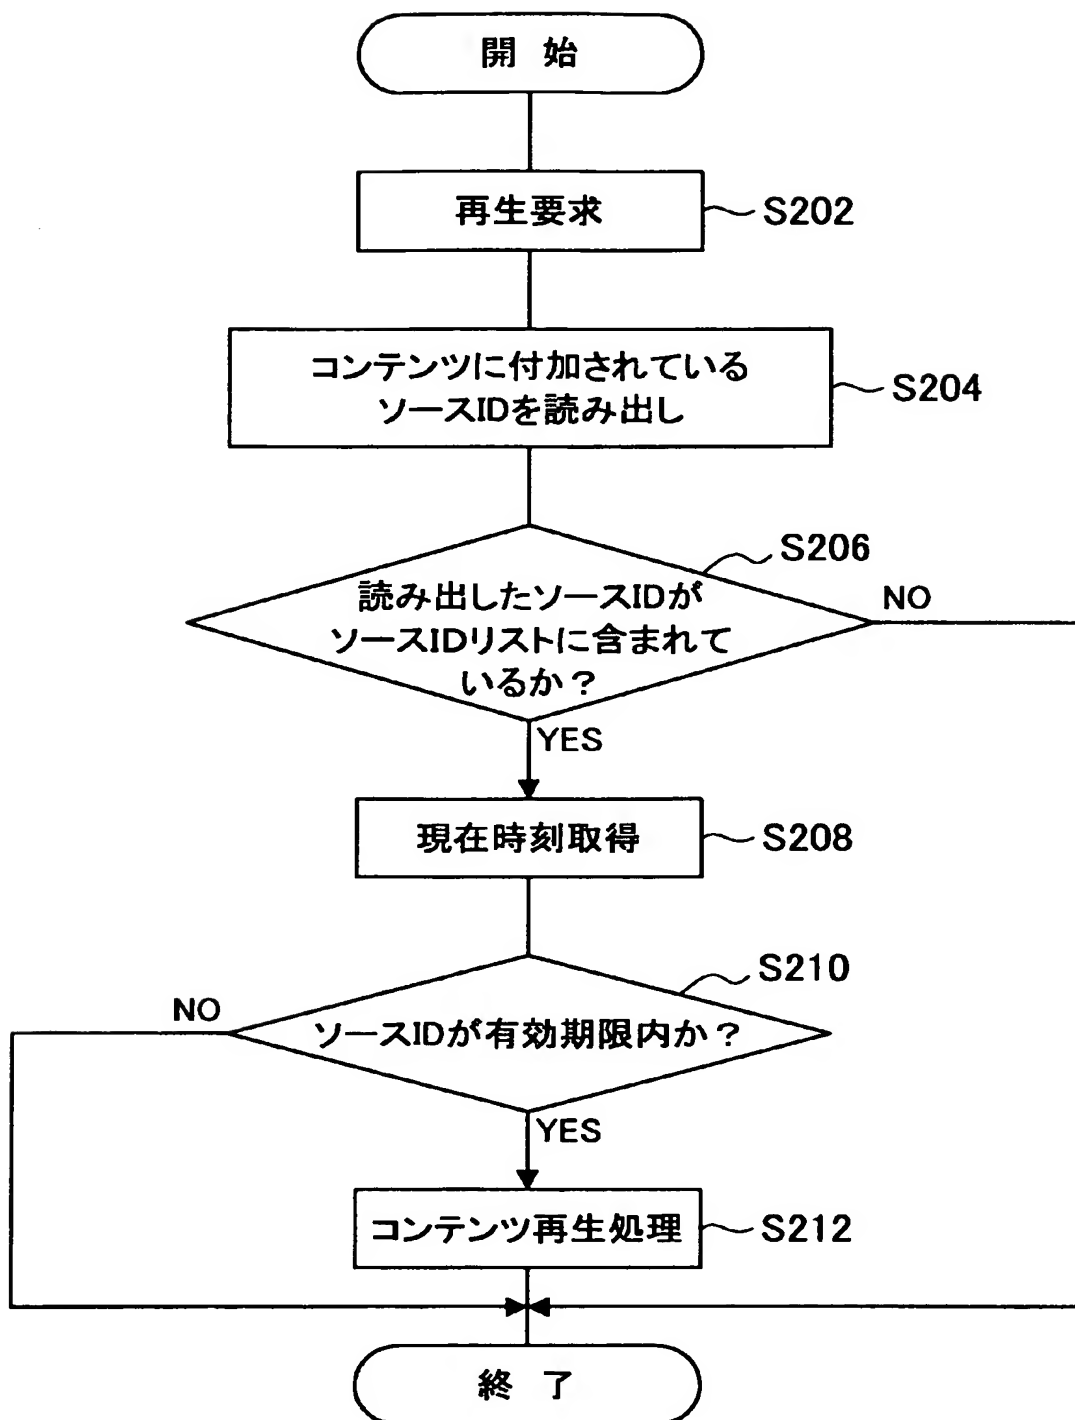 開 始
再生要求
S202
コンテンツに付加されている
ソースIDを読み出し
S204
S206
読み出したソースIDが
ソースIDリストに含まれて
いるか？
NO
YES
現在時刻取得
S208
S210
NO
ソースIDが有効期限内か？
YES
コンテンツ再生処理
S212
終 了